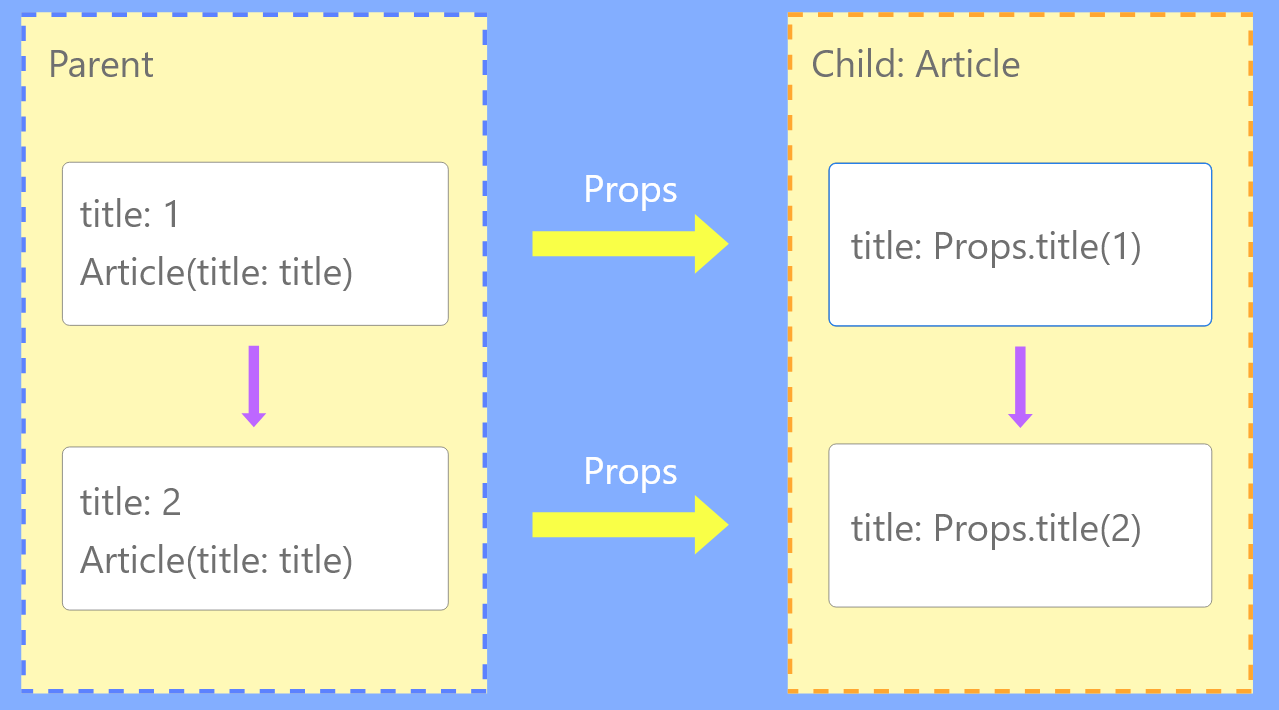 Parent
title: 1
Article(title: title)
title: 2
Article(title: title)
Props
Props
Child: Article
title: Props.title(1)
title: Props.title(2)